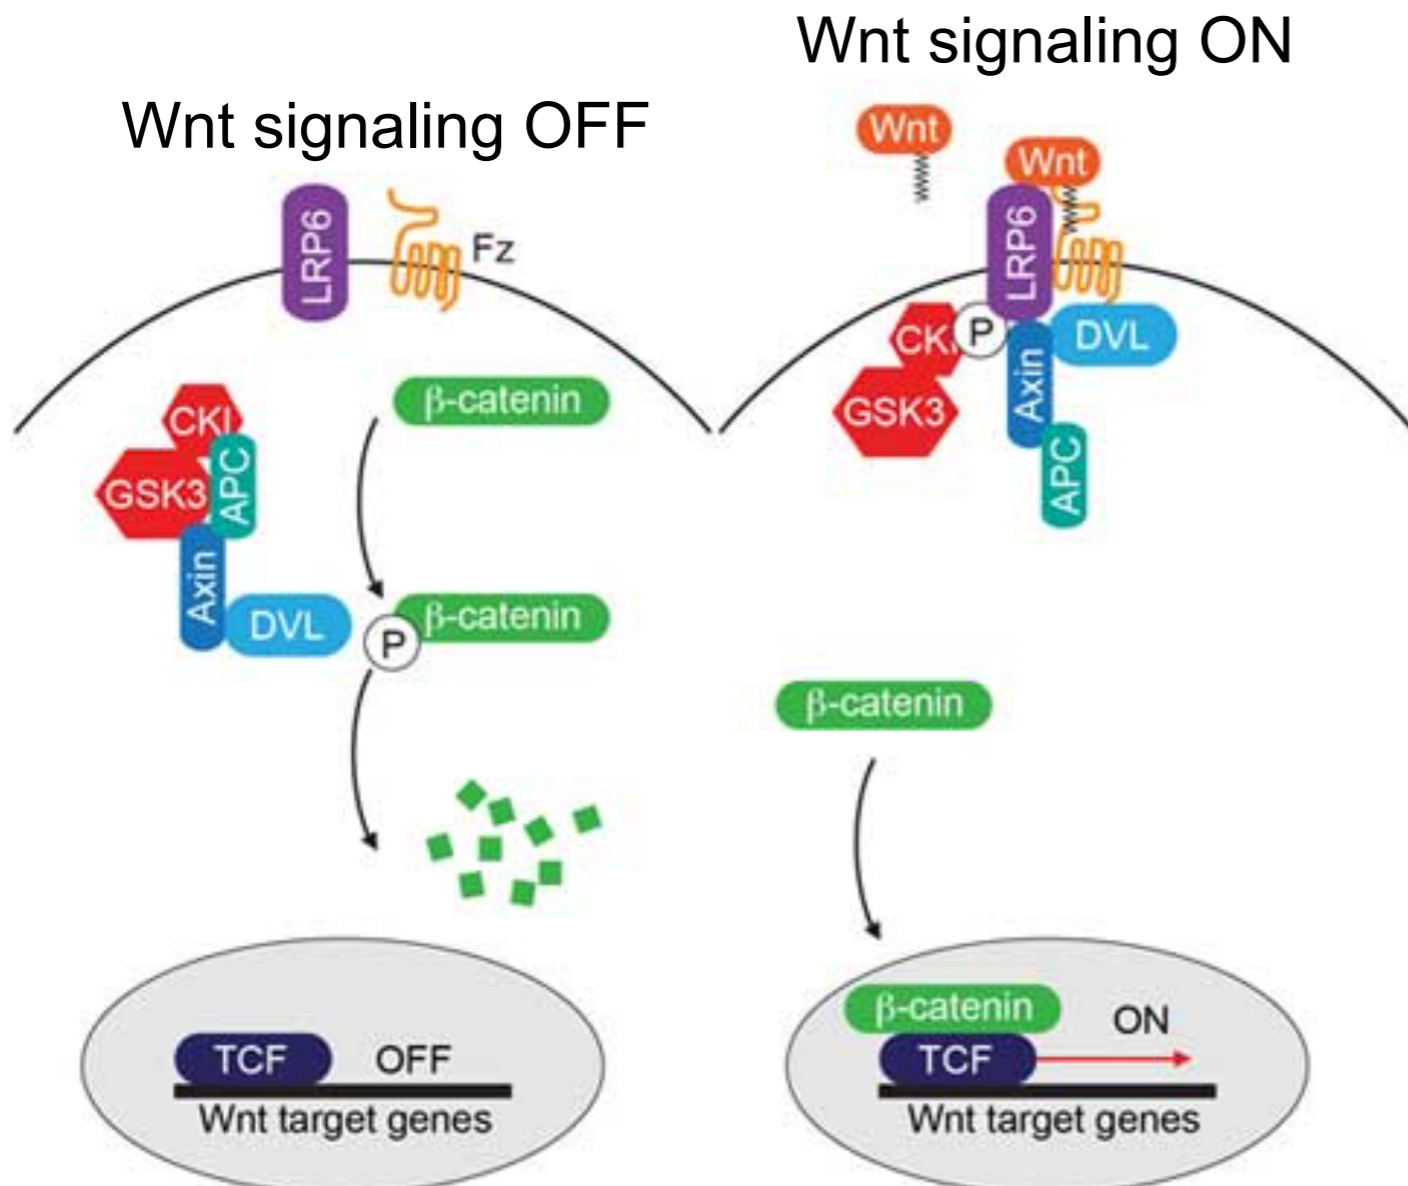 Wnt signaling OFF
LRP6
Fz
β-catenin
CKI
GSK3
APC
Axin
DVL
P
β-catenin
TCF
OFF
Wnt target genes
Wnt signaling ON
Wnt
Wnt
LRP6
CKI
P
DVL
GSK3
Axin
APC
β-catenin
β-catenin
ON
TCF
Wnt target genes